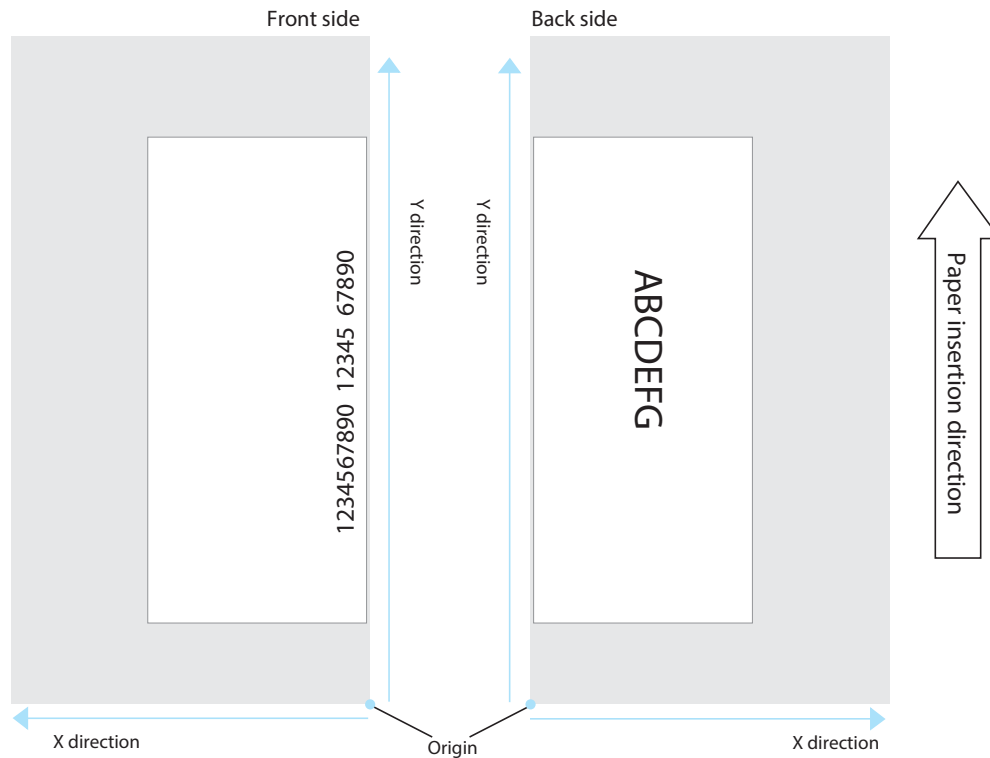 Front side
Back side
Y direction
Y direction
1234567890 12345 67890
ABCDEFG
Paper insertion direction
X direction
Origin
X direction